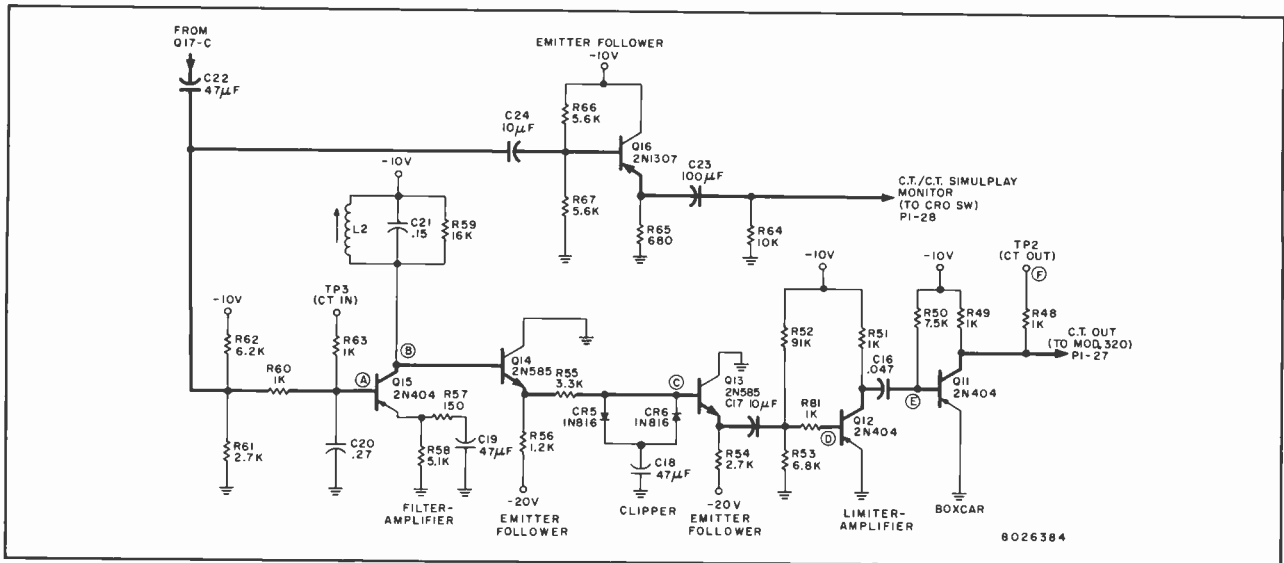 FROM
Q17-C
C22
47µF
EMITTER FOLLOWER
-10V
R66
5.6K
C24
10µF
Q16
2N1307
C23
100µF
R67
5.6K
R65
680
R64
10K
C.T./C.T. SIMULPLAY
MONITOR
(TO CRO SW)
P1-28
-10V
L2
C21
.15
R59
16K
-10V
R62
6.2K
TP3
(CT IN)
R63
1K
R60
1K
A
B
Q15
2N404
R57
150
R61
2.7K
C20
.27
R58
5.1K
C19
47µF
FILTER-
AMPLIFIER
Q14
2N585
R55
3.3K
R56
1.2K
-20V
EMITTER
FOLLOWER
CR5
1N816
CR6
1N816
C18
47µF
CLIPPER
C
Q13
2N585
C17 10µF
R54
2.7K
-20V
EMITTER
FOLLOWER
-10V
R52
91K
R51
1K
R81
1K
D
R53
6.8K
Q12
2N404
LIMITER-
AMPLIFIER
C16
.047
-10V
R50
7.5K
R49
1K
E
Q11
2N404
BOXCAR
TP2
(CT OUT)
F
R48
1K
C.T. OUT
(TO MOD, 320)
P1-27
8026384